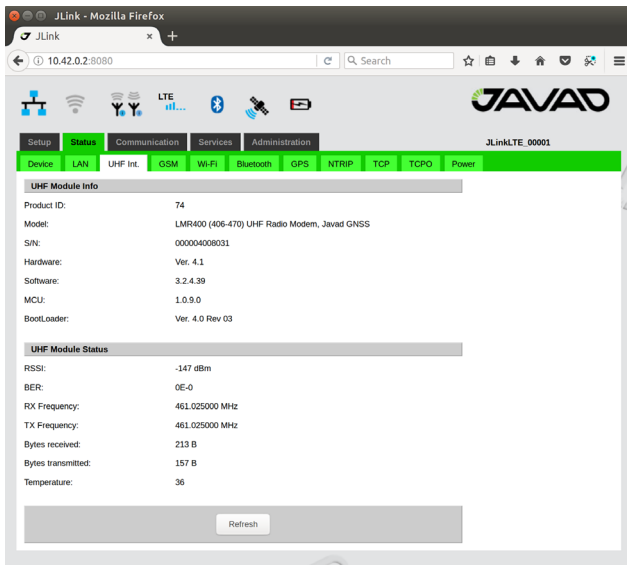 JLink - Mozilla Firefox
JLink × +
10.42.0.2:8080 Search
LTE
JAVAD
Setup Status Communication Services Administration JLinkLTE_00001
Device LAN UHF Int. GSM Wi-Fi Bluetooth GPS NTRIP TCP TCPO Power
UHF Module Info
Product ID: 74
Model: LMR400 (406-470) UHF Radio Modem, Javad GNSS
S/N: 000004008031
Hardware: Ver. 4.1
Software: 3.2.4.39
MCU: 1.0.9.0
BootLoader: Ver. 4.0 Rev 03
UHF Module Status
RSSI: -147 dBm
BER: 0E-0
RX Frequency: 461.025000 MHz
TX Frequency: 461.025000 MHz
Bytes received: 213 B
Bytes transmitted: 157 B
Temperature: 36
Refresh